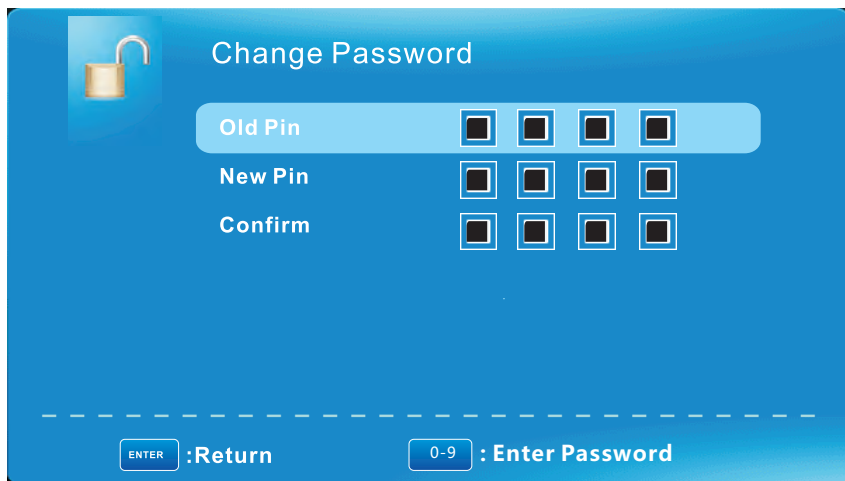 Change Password
Old Pin
New Pin
Confirm
ENTER :Return 0-9 : Enter Password